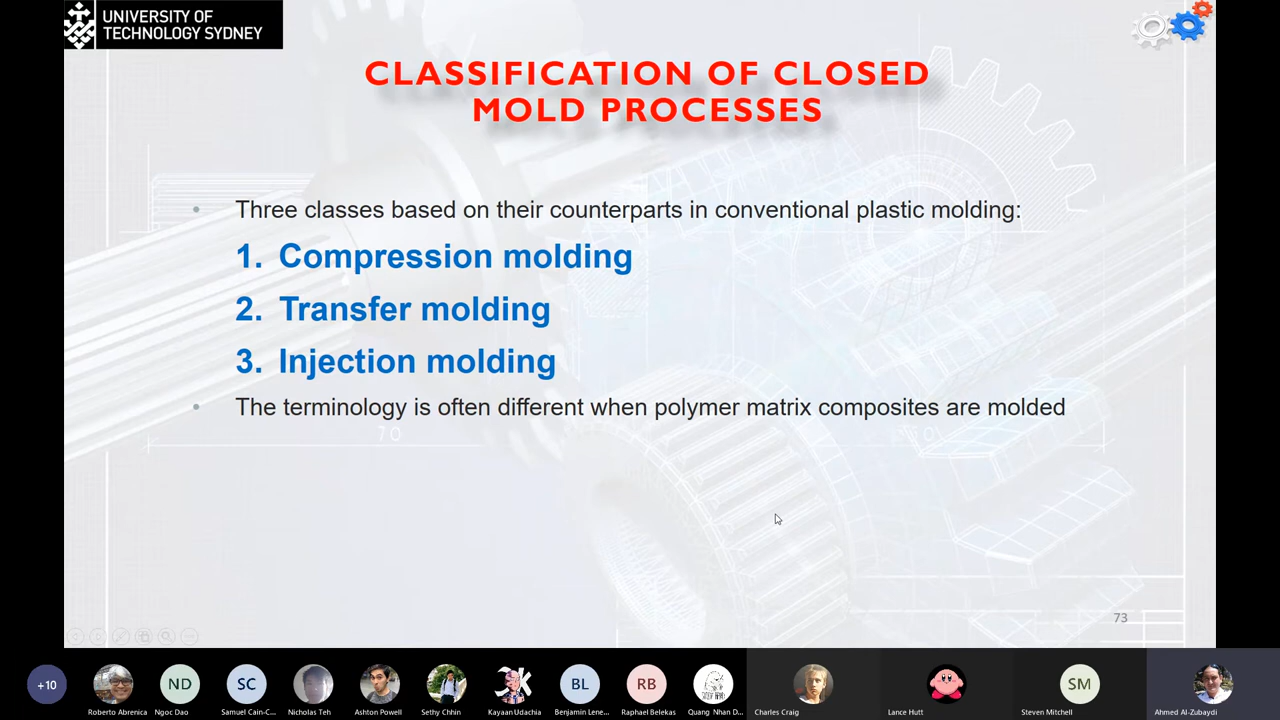 UNIVERSITY OF
TECHNOLOGY SYDNEY
CLASSIFICATION OF CLOSED
MOLD PROCESSES
• Three classes based on their counterparts in conventional plastic molding:
1. Compression molding
2. Transfer molding
3. Injection molding
• The terminology is often different when polymer matrix composites are molded
70
73
+10
ND
SC
BL
RB
SM
Roberto Abrenica
Ngoc Dao
Samuel Cain-C...
Nicholas Teh
Ashton Powell
Sethy Chhin
Kayaan Udachia
Benjamin Lene...
Raphael Belekas
Quang Nhan D...
Charles Craig
Lance Hutt
Steven Mitchell
Ahmed Al-Zubaydi